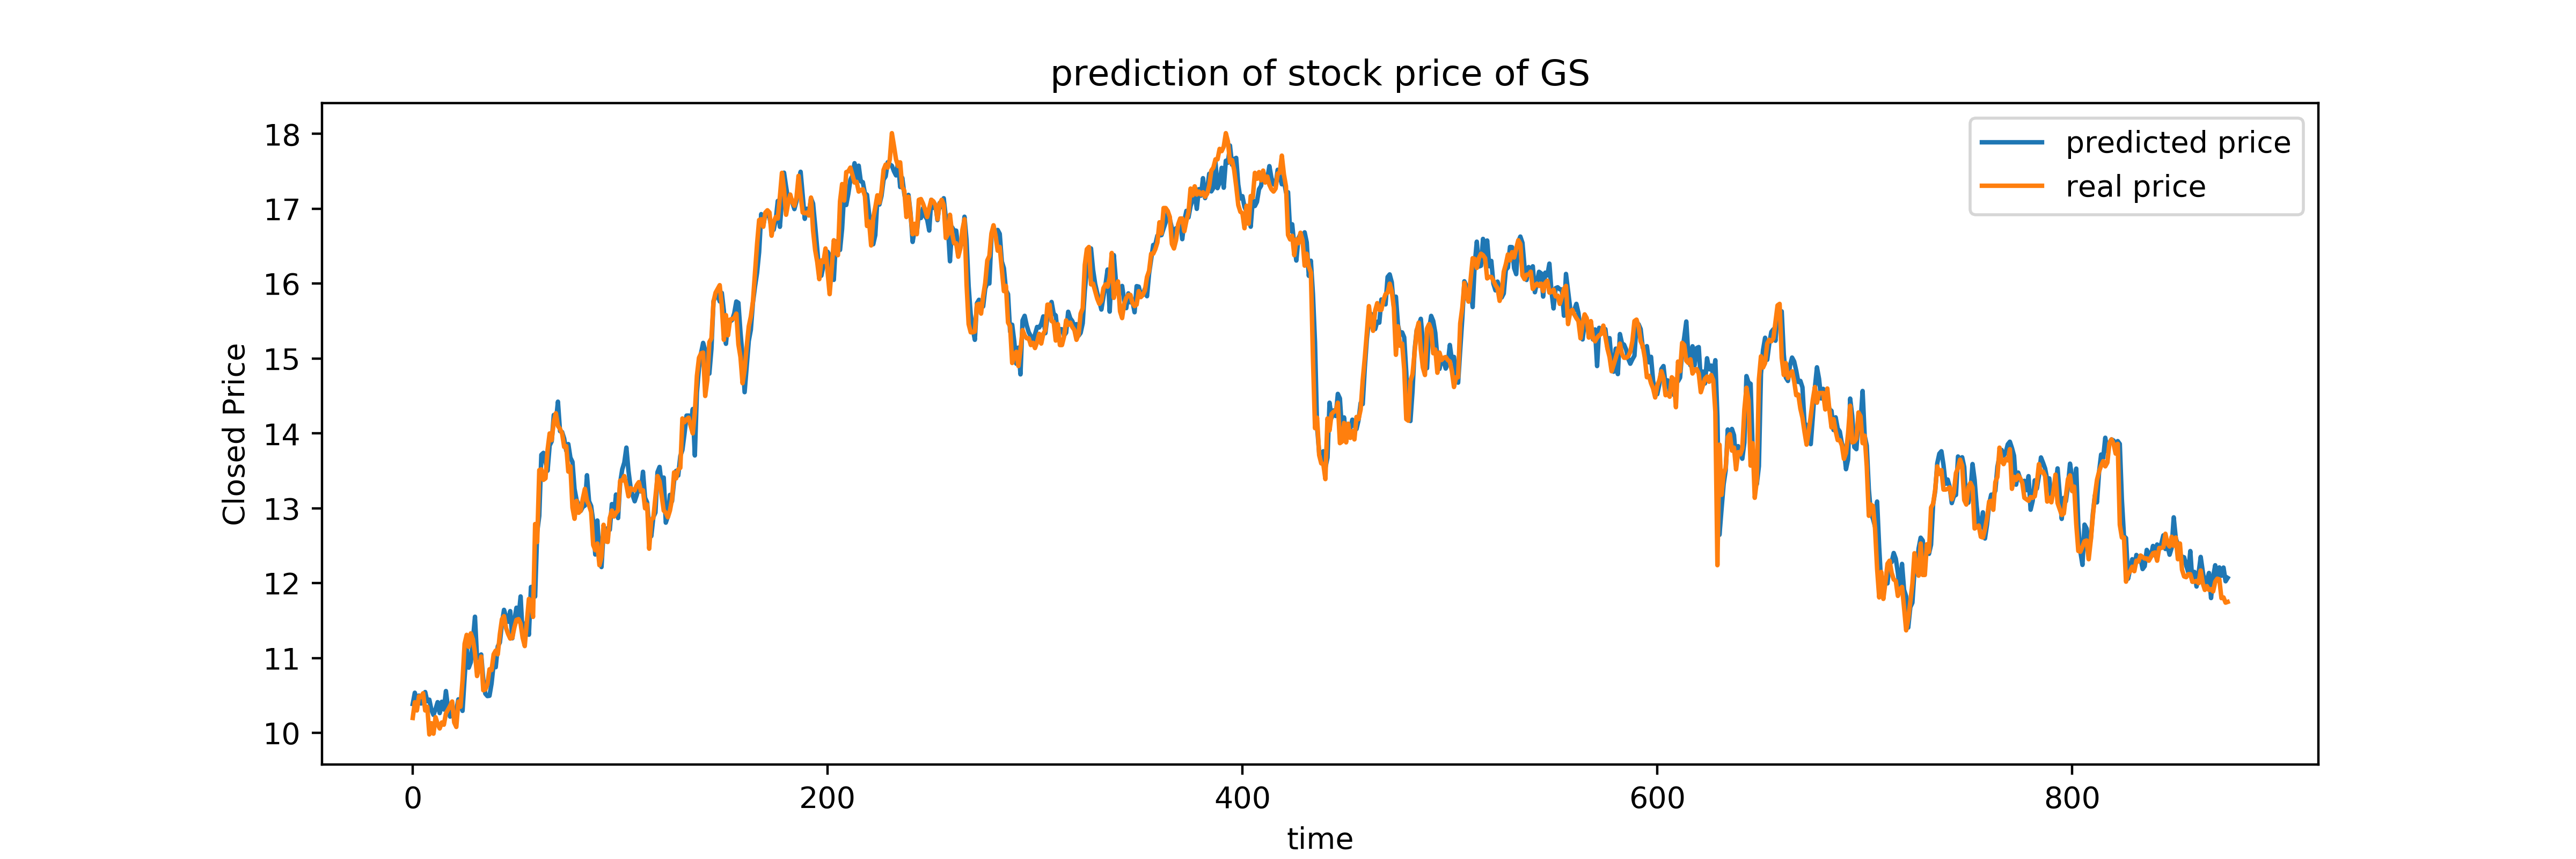 prediction of stock price of GS
predicted price
real price
Closed Price
18
17
16
15
14
13
12
11
10
0 200 400 600 800
time